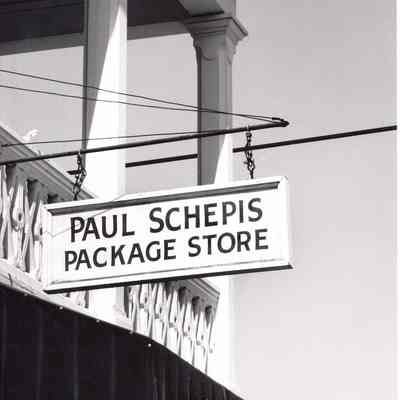 PAUL SCHEPIS
PACKAGE STORE